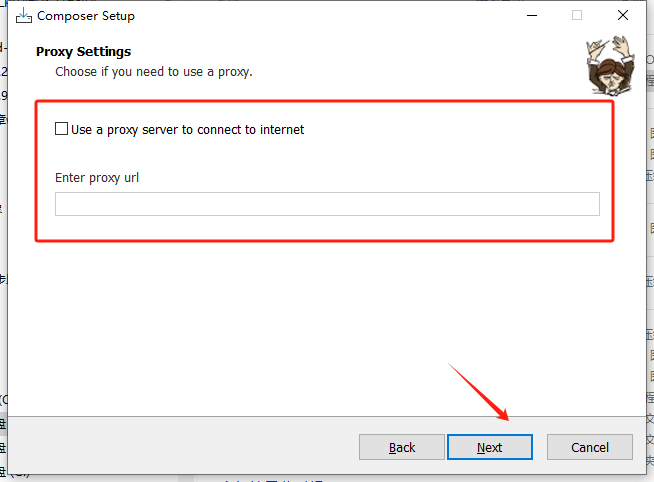 Composer Setup
Proxy Settings
Choose if you need to use a proxy.
Use a proxy server to connect to internet
Enter proxy url
Back
Next
Cancel